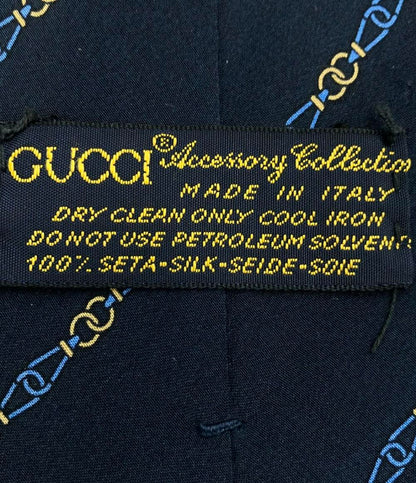 GUCCI® Accessory Collection
MADE IN ITALY
DRY CLEAN ONLY COOL IRON
DO NOT USE PETROLEUM SOLVENTS
100% SETA-SILK-SEIDE-SOIE